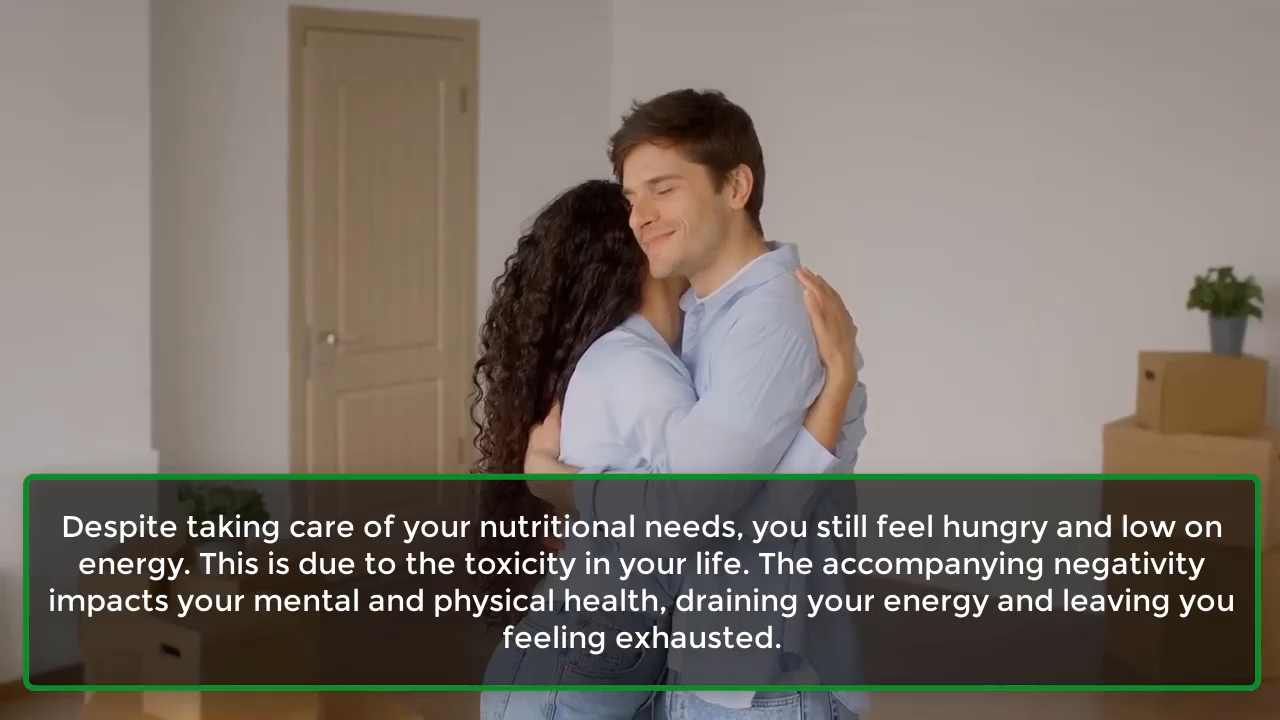 Despite taking care of your nutritional needs, you still feel hungry and low on
energy. This is due to the toxicity in your life. The accompanying negativity
impacts your mental and physical health, draining your energy and leaving you
feeling exhausted.